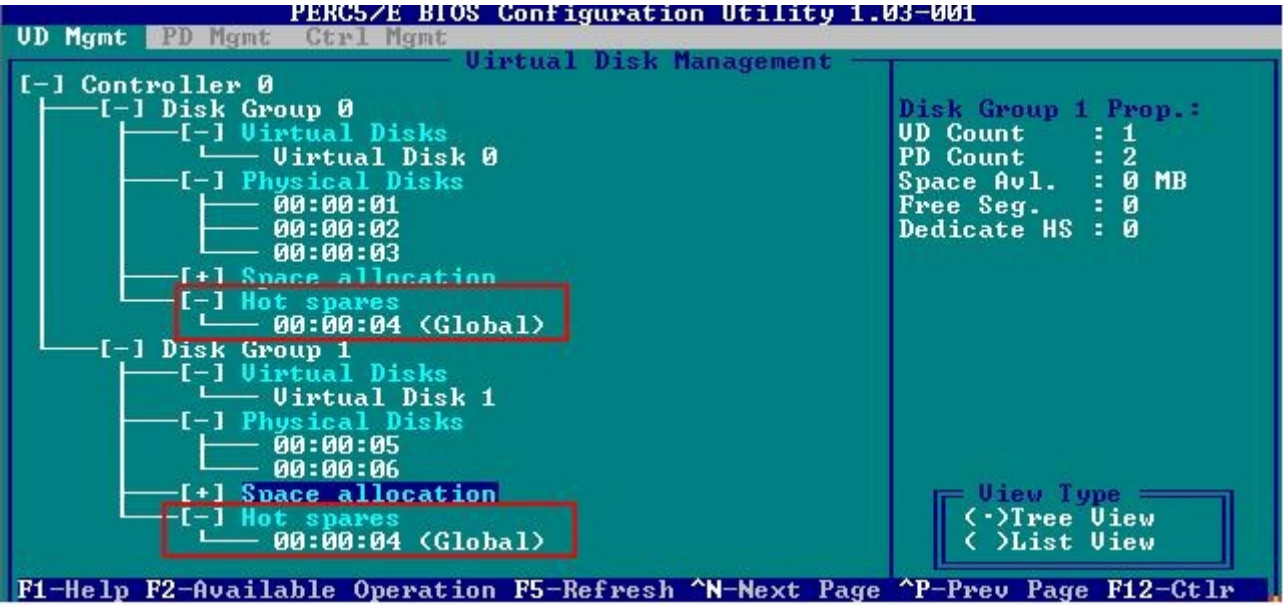 PERC5/E BIOS Configuration Utility 1.03-001
VD Mgmt PD Mgmt Ctrl Mgmt
Virtual Disk Management
[-] Controller 0
[-] Disk Group 0
[-] Virtual Disks
Virtual Disk 0
[-] Physical Disks
00:00:01
00:00:02
00:00:03
[+] Space allocation
[-] Hot spares
00:00:04 (Global)
[-] Disk Group 1
[-] Virtual Disks
Virtual Disk 1
[-] Physical Disks
00:00:05
00:00:06
[+] Space allocation
[-] Hot spares
00:00:04 (Global)
Disk Group 1 Prop.:
VD Count : 1
PD Count : 2
Space Avl. : 0 MB
Free Seg. : 0
Dedicate HS : 0
View Type
(·)Tree View
( )List View
F1-Help F2-Available Operation F5-Refresh ^N-Next Page ^P-Prev Page F12-Ctlr